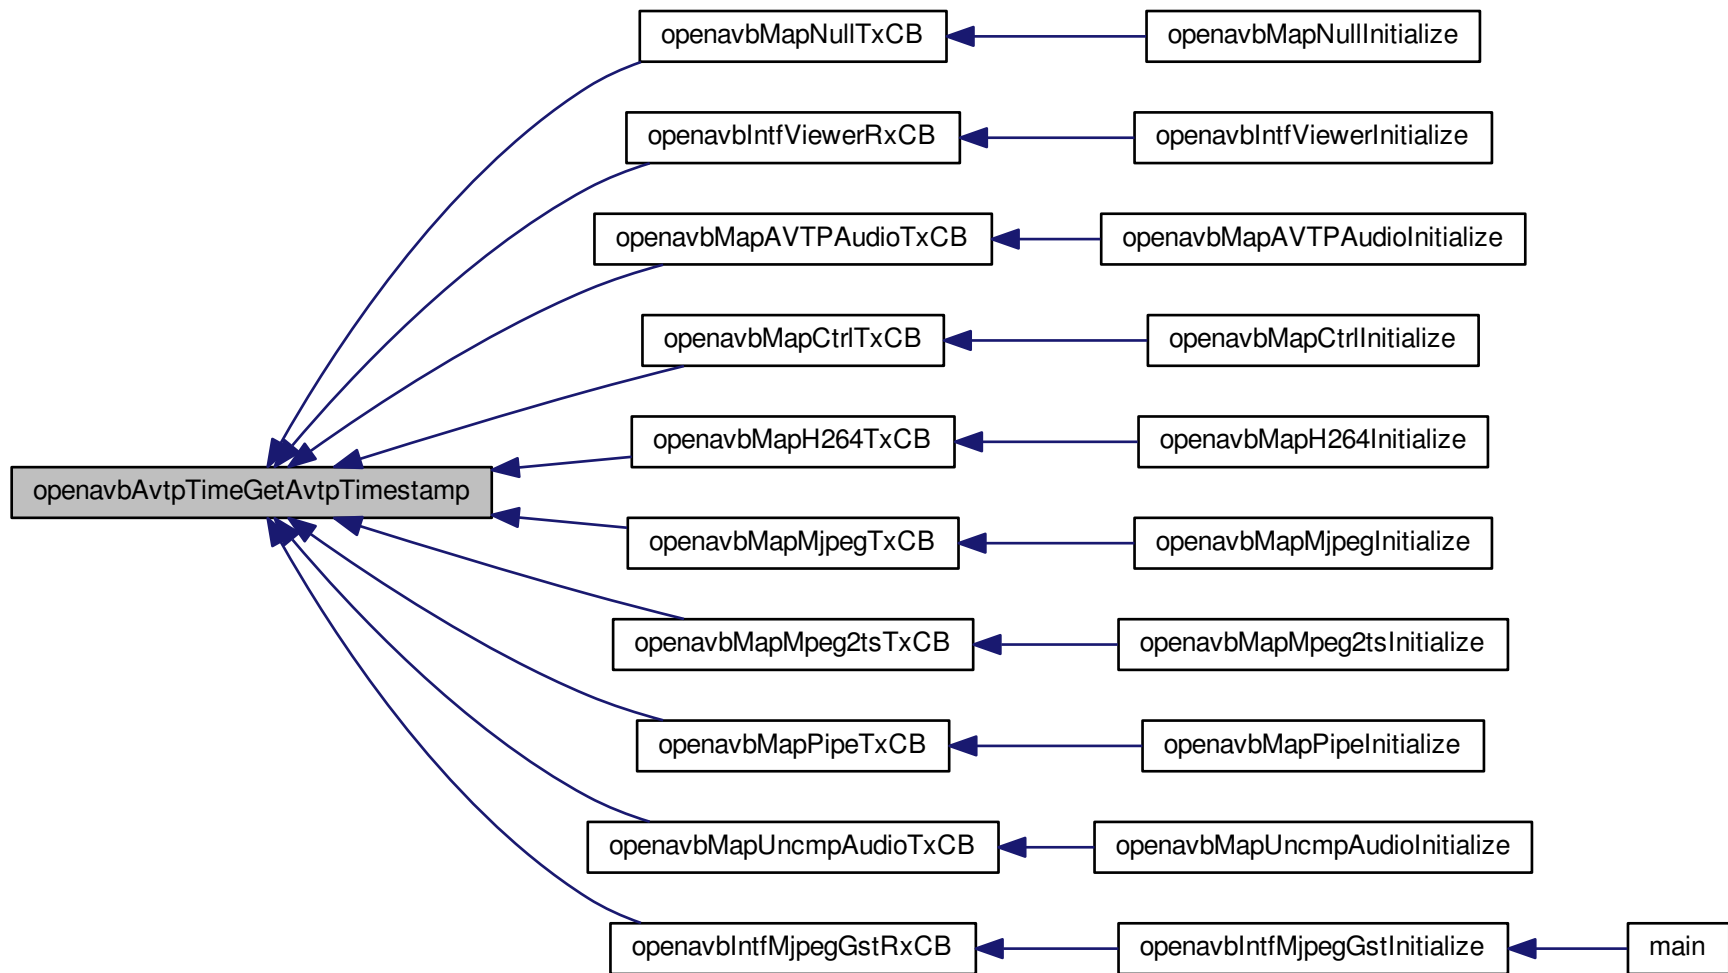 openavbMapNullTxCB
openavbMapNullInitialize
openavbIntfViewerRxCB
openavbIntfViewerInitialize
openavbMapAVTPAudioTxCB
openavbMapAVTPAudioInitialize
openavbMapCtrlTxCB
openavbMapCtrlInitialize
openavbMapH264TxCB
openavbMapH264Initialize
openavbAvtpTimeGetAvtpTimestamp
openavbMapMjpegTxCB
openavbMapMjpegInitialize
openavbMapMpeg2tsTxCB
openavbMapMpeg2tsInitialize
openavbMapPipeTxCB
openavbMapPipeInitialize
openavbMapUncmpAudioTxCB
openavbMapUncmpAudioInitialize
openavbIntfMjpegGstRxCB
openavbIntfMjpegGstInitialize
main